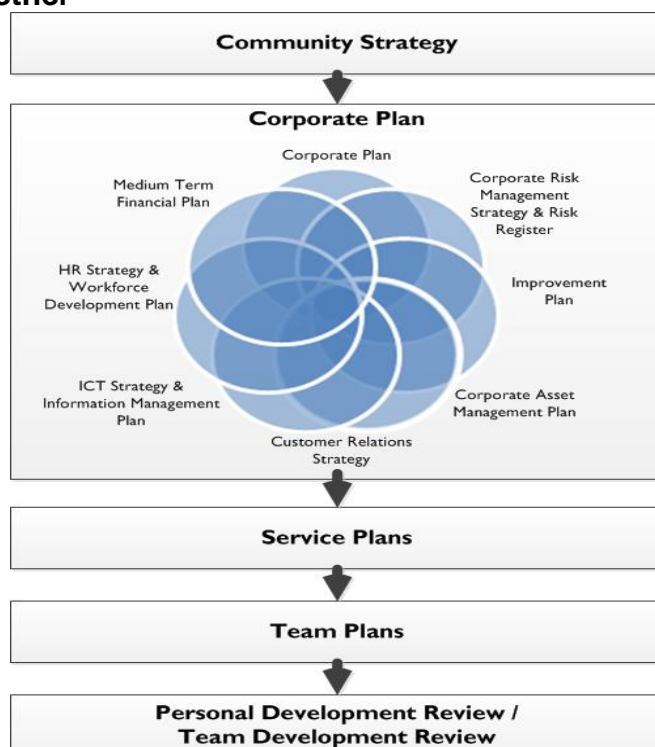 Community Strategy
Corporate Plan
Corporate Plan
Medium Term
Financial Plan
Corporate Risk
Management
Strategy & Risk
Register
HR Strategy &
Workforce
Development Plan
Improvement
Plan
ICT Strategy &
Information Management
Plan
Corporate Asset
Management Plan
Customer Relations
Strategy
Service Plans
Team Plans
Personal Development Review /
Team Development Review